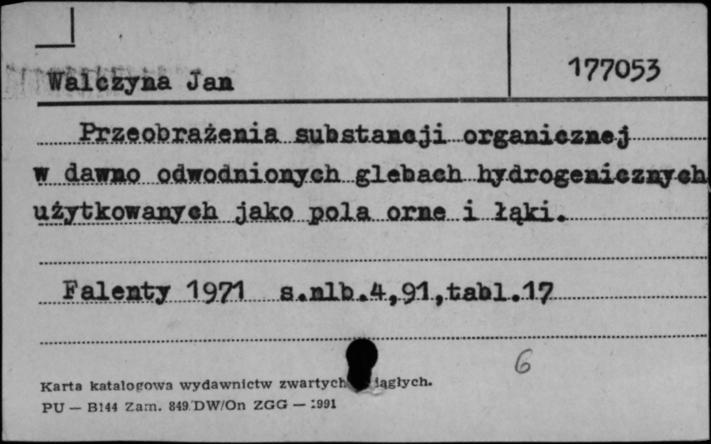 177053
Walczyna Jan
Przeobrażenia substancji organicznej
w dawno odwodnionych glebach hydrogenicznych
użytkowanych jako pola orne i łąki.
Falenty 1971 s.nlb.4,91,tabl.17
6
Karta katalogowa wydawnictw zwartych iągłych.
PU — B144 Zam. 849/DW/On ZGG — 1991